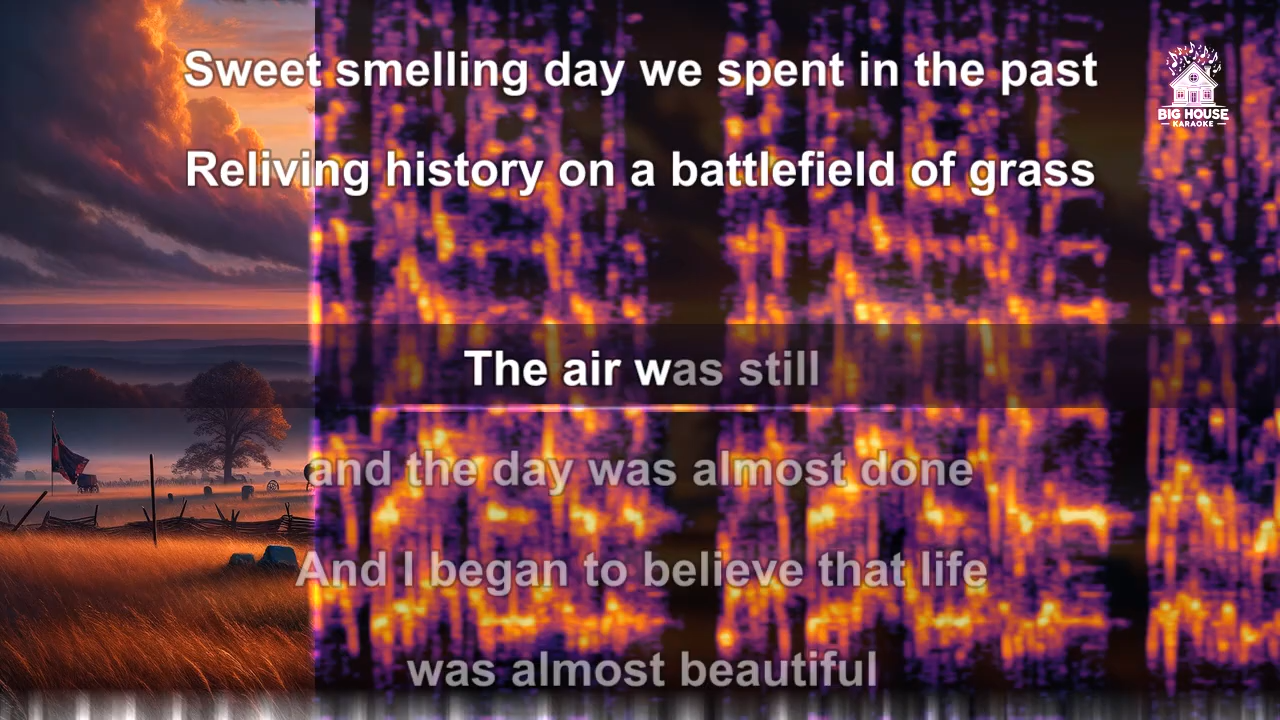 Sweet smelling day we spent in the past
Reliving history on a battlefield of grass
The air was still
and the day was almost done
And I began to believe that life
was almost beautiful
BIG HOUSE
KARAOKE